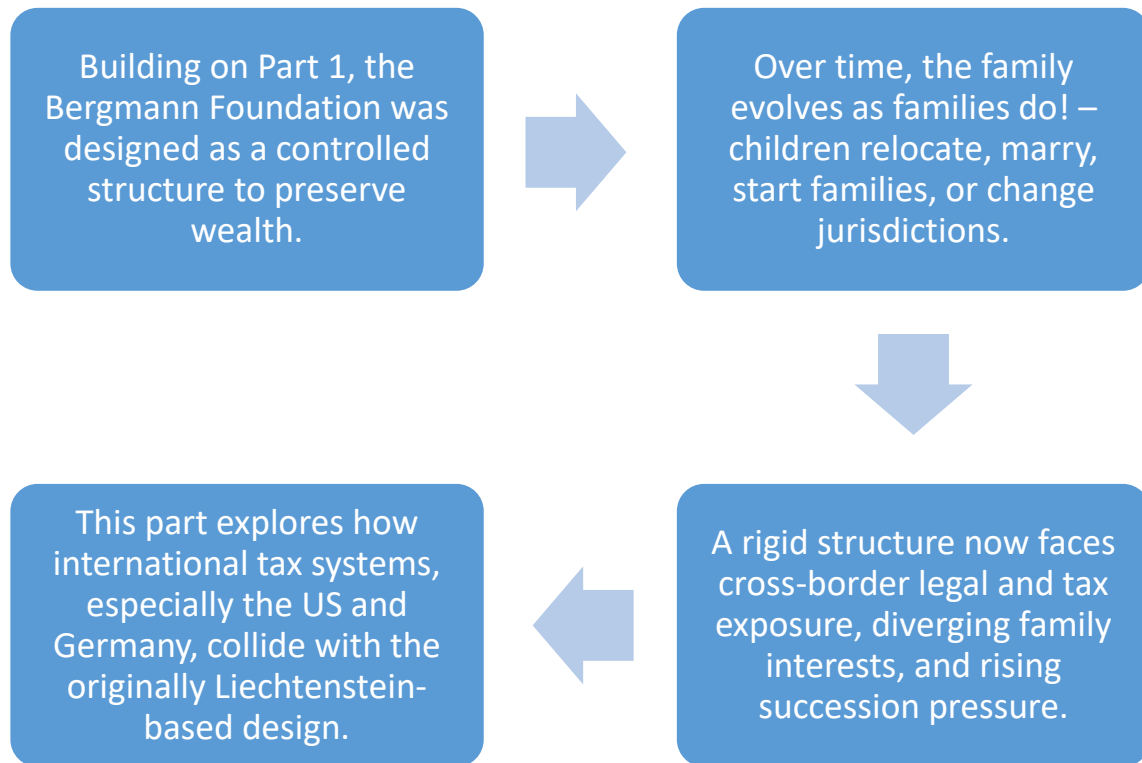 Building on Part 1, the
Bergmann Foundation was
designed as a controlled
structure to preserve
wealth.
Over time, the family
evolves as families do! –
children relocate, marry,
start families, or change
jurisdictions.
A rigid structure now faces
cross-border legal and tax
exposure, diverging family
interests, and rising
succession pressure.
This part explores how
international tax systems,
especially the US and
Germany, collide with the
originally Liechtenstein-
based design.